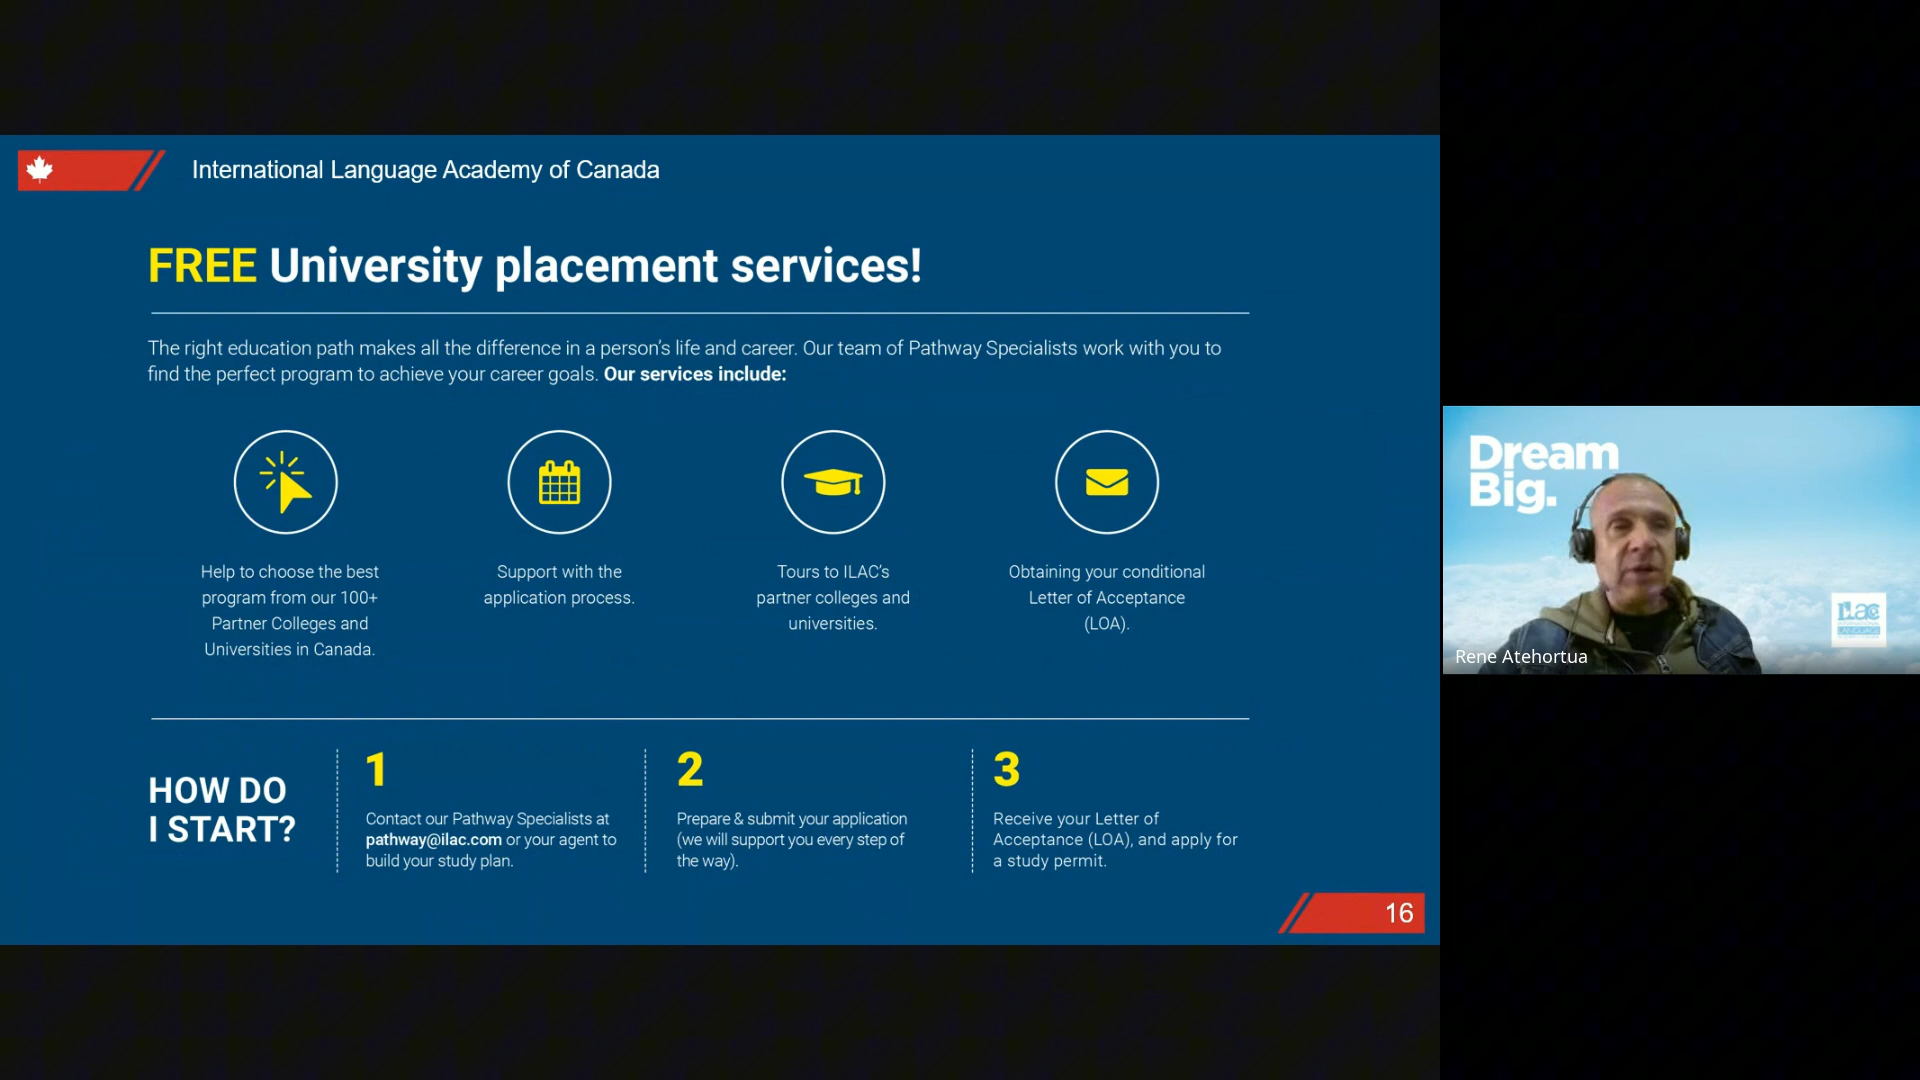 International Language Academy of Canada
FREE University placement services!
The right education path makes all the difference in a person's life and career. Our team of Pathway Specialists work with you to
find the perfect program to achieve your career goals. Our services include:
Help to choose the best
program from our 100+
Partner Colleges and
Universities in Canada.
Support with the
application process.
Tours to ILAC's
partner colleges and
universities.
Obtaining your conditional
Letter of Acceptance
(LOA).
HOW DO
I START?
1
Contact our Pathway Specialists at
pathway@ilac.com or your agent to
build your study plan.
2
Prepare & submit your application
(we will support you every step of
the way).
3
Receive your Letter of
Acceptance (LOA), and apply for
a study permit.
16
Dream
Big.
ilac
INTERNATIONAL
LANGUAGE
Rene Atehortua